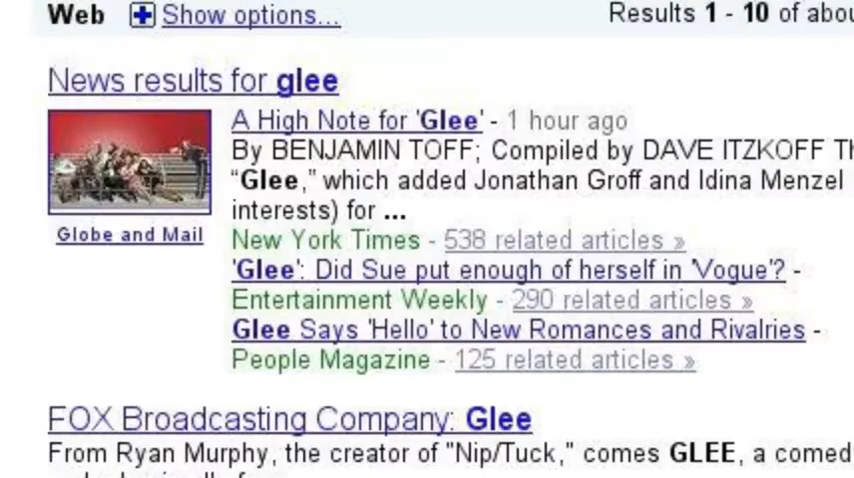 Web Show options...
Results 1 - 10 of abou
News results for glee
A High Note for 'Glee' - 1 hour ago
By BENJAMIN TOFF; Compiled by DAVE ITZKOFF Th
“Glee,” which added Jonathan Groff and Idina Menzel
interests) for ...
Globe and Mail
New York Times - 538 related articles »
'Glee': Did Sue put enough of herself in 'Vogue'? -
Entertainment Weekly - 290 related articles »
Glee Says 'Hello' to New Romances and Rivalries -
People Magazine - 125 related articles »
FOX Broadcasting Company: Glee
From Ryan Murphy, the creator of "Nip/Tuck," comes GLEE, a comed